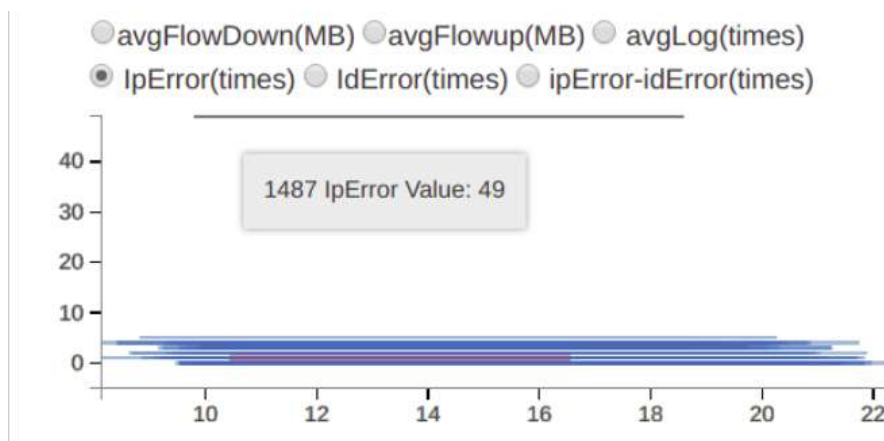 avgFlowDown(MB) avgFlowup(MB) avgLog(times)
IpError(times) IdError(times) ipError-idError(times)
1487 IpError Value: 49
40
30
20
10
0
10 12 14 16 18 20 22